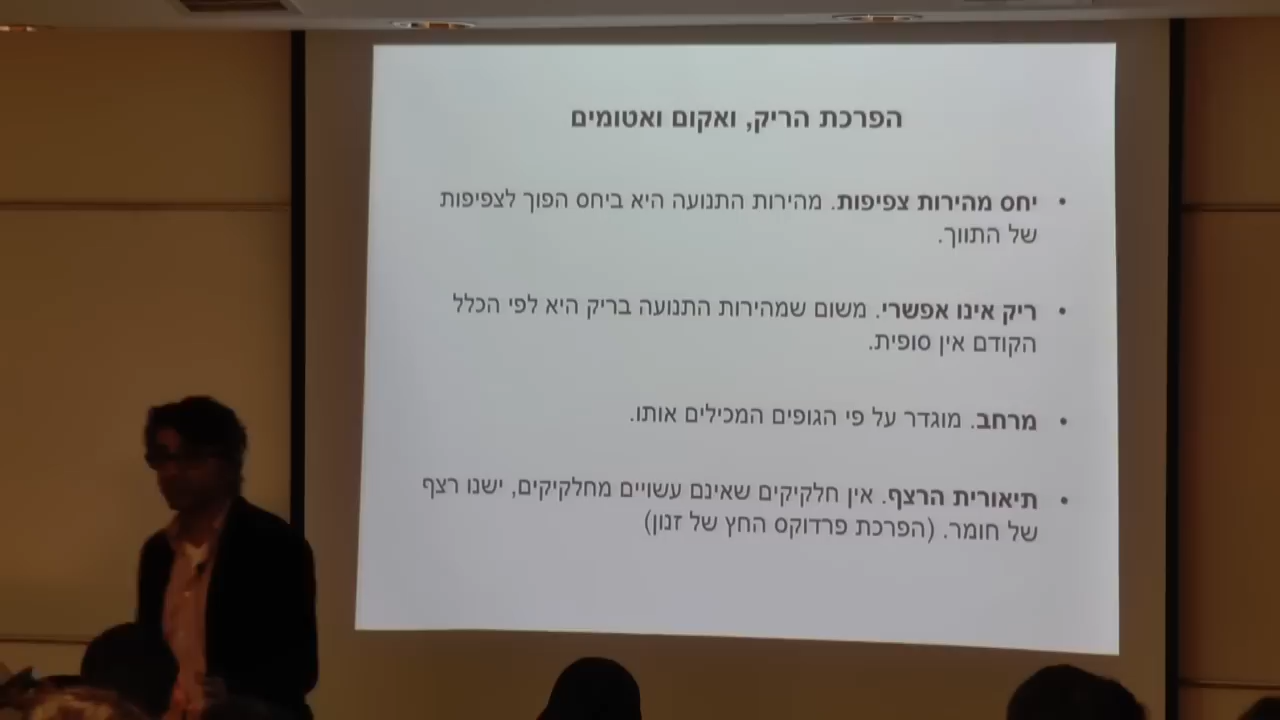 הפרכת הריק, ואקום ואטומים
• יחס מהירות צפיפות. מהירות התנועה היא ביחס הפוך לצפיפות
של התווך.
• ריק אינו אפשרי. משום שמהירות התנועה בריק היא לפי הכלל
הקודם אין סופית.
• מרחב. מוגדר על פי הגופים המכילים אותו.
• תיאורית הרצף. אין חלקיקים שאינם עשויים מחלקיקים, ישנו רצף
של חומר. (הפרכת פרדוקס החץ של זנון)